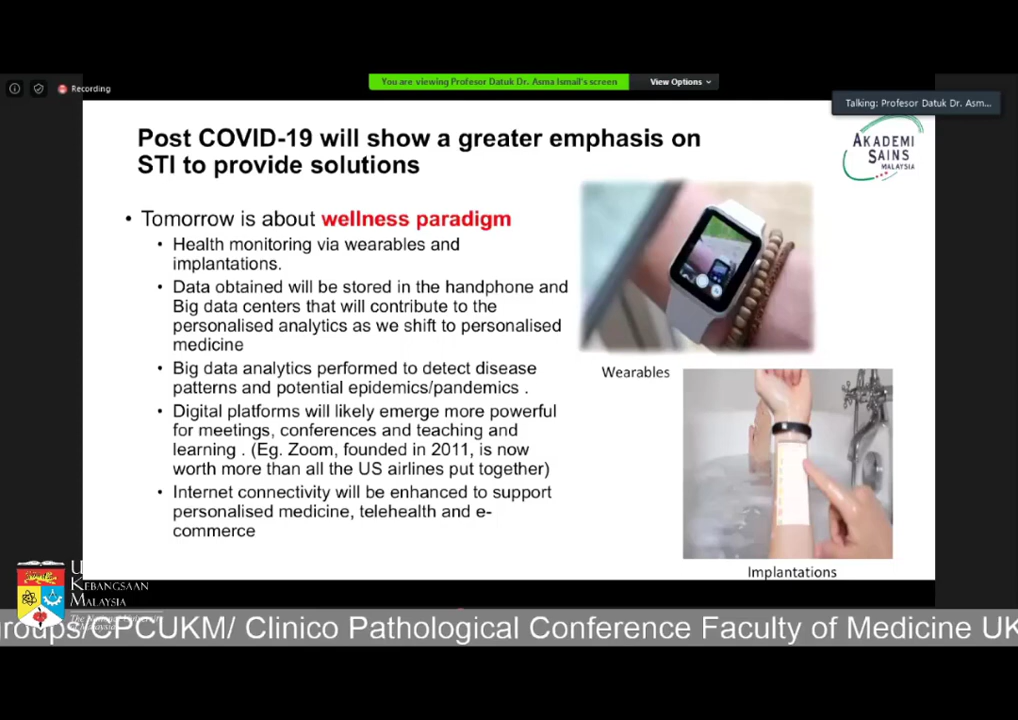 You are viewing Profesor Datuk Dr. Asma Ismail's screen
View Options
Recording
Talking: Profesor Datuk Dr. Asm...
Post COVID-19 will show a greater emphasis on
STI to provide solutions
AKADEMI
SAINS
MALAYSIA
• Tomorrow is about wellness paradigm
• Health monitoring via wearables and
implantations.
• Data obtained will be stored in the handphone and
Big data centers that will contribute to the
personalised analytics as we shift to personalised
medicine
• Big data analytics performed to detect disease
patterns and potential epidemics/pandemics .
• Digital platforms will likely emerge more powerful
for meetings, conferences and teaching and
learning . (Eg. Zoom, founded in 2011, is now
worth more than all the US airlines put together)
• Internet connectivity will be enhanced to support
personalised medicine, telehealth and e-
commerce
Wearables
Implantations
KEBANGSAAN
MALAYSIA
groups/CPCUKM/ Clinico Pathological Conference Faculty of Medicine UK